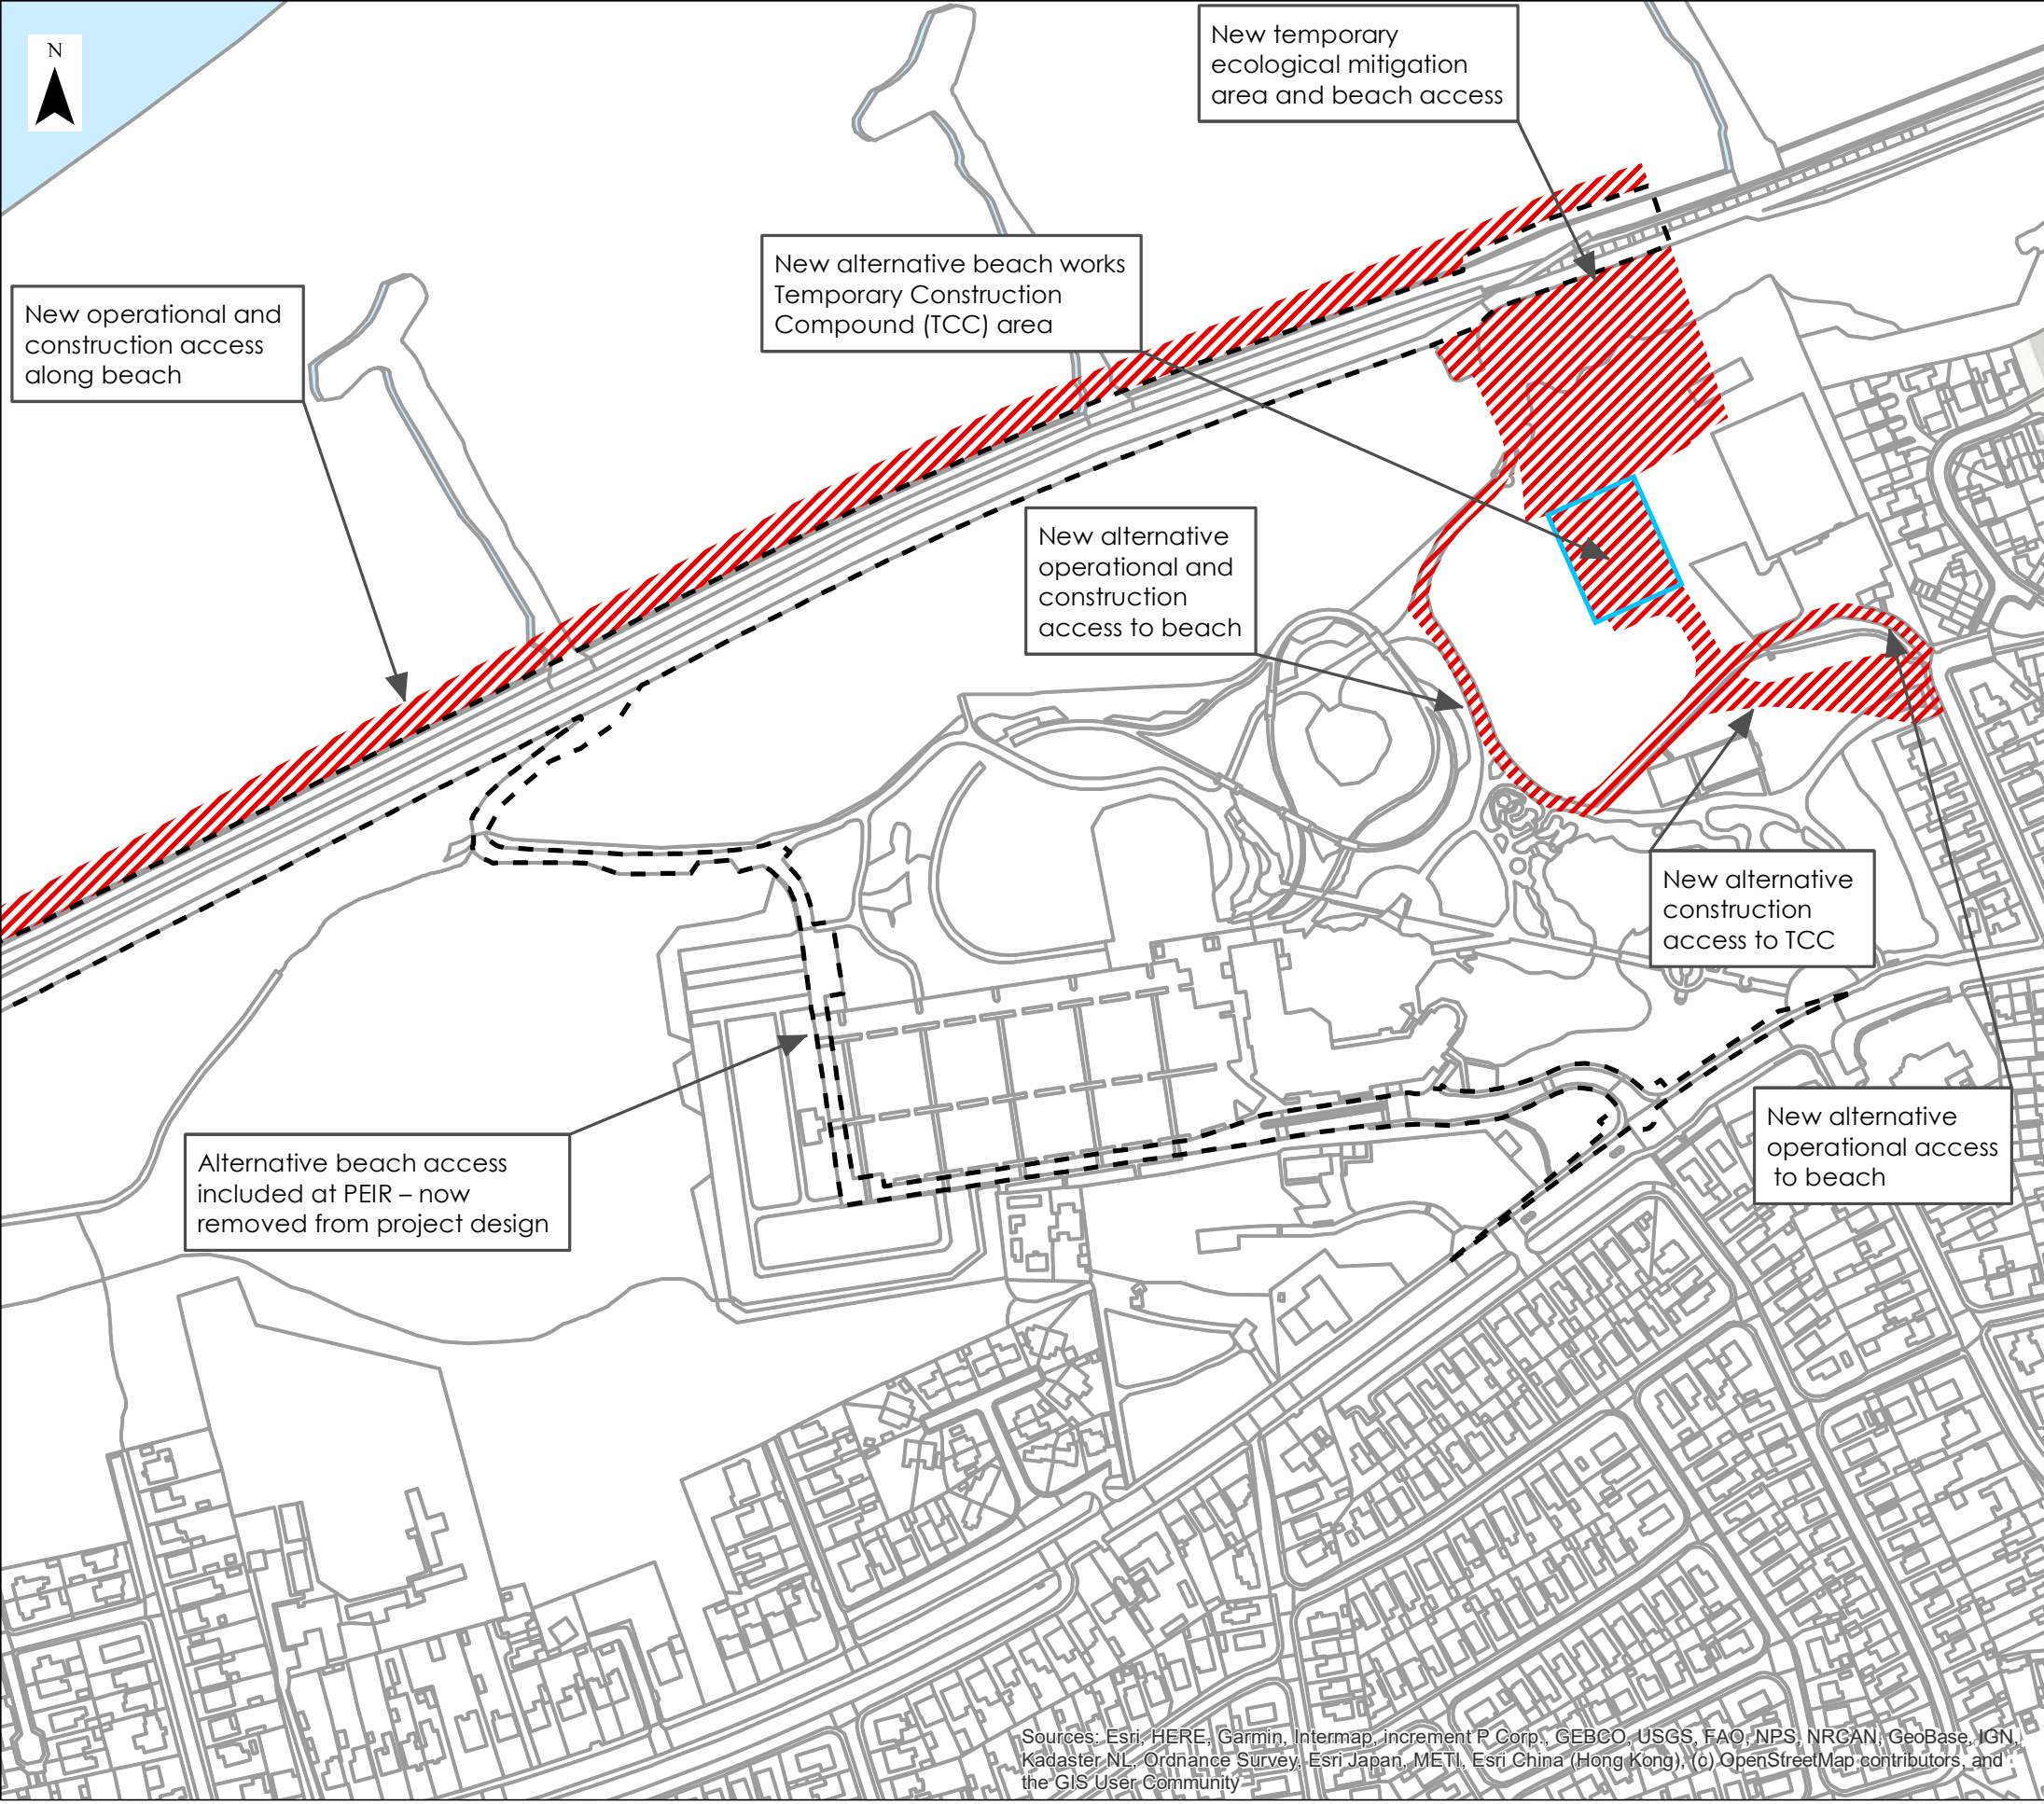 N
New temporary
ecological mitigation
area and beach access
New alternative beach works
Temporary Construction
Compound (TCC) area
New operational and
construction access
along beach
New alternative
operational and
construction
access to beach
New alternative
construction
access to TCC
New alternative
operational access
to beach
Alternative beach access
included at PEIR – now
removed from project design
Sources: Esri, HERE, Garmin, Intermap, increment P Corp., GEBCO, USGS, FAO, NPS, NRCAN, GeoBase, IGN,
Kadaster NL, Ordnance Survey, Esri Japan, METI, Esri China (Hong Kong), (c) OpenStreetMap contributors, and
the GIS User Community